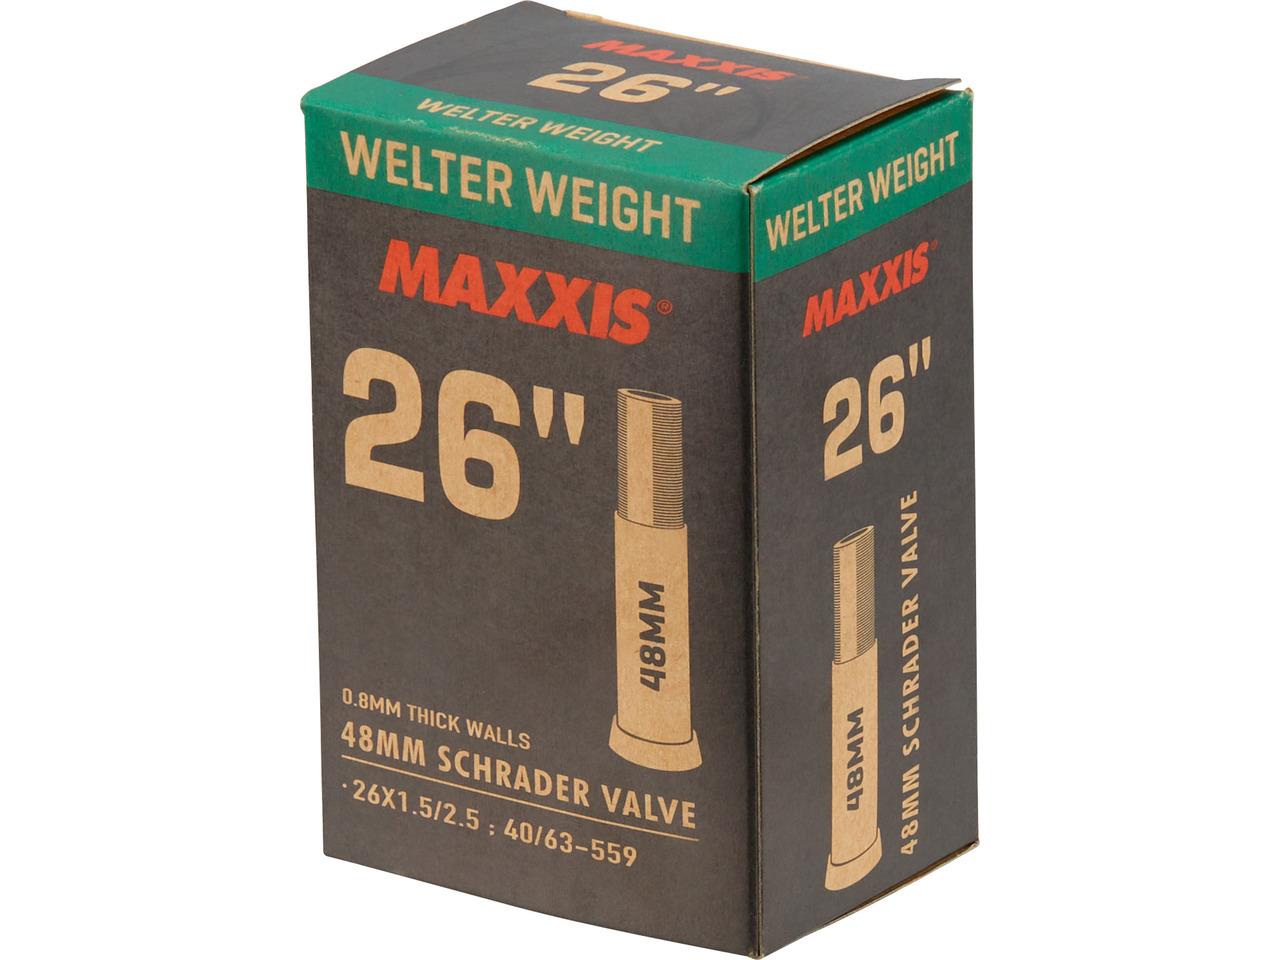 MAXXIS®
26"
WELTER WEIGHT
WELTER WEIGHT
MAXXIS®
26"
48MM
0.8MM THICK WALLS
48MM SCHRADER VALVE
·26X1.5/2.5 ; 40/63-559
WELTER WEIGHT
MAXXIS®
26"
48MM
48MM SCHRADER VALVE